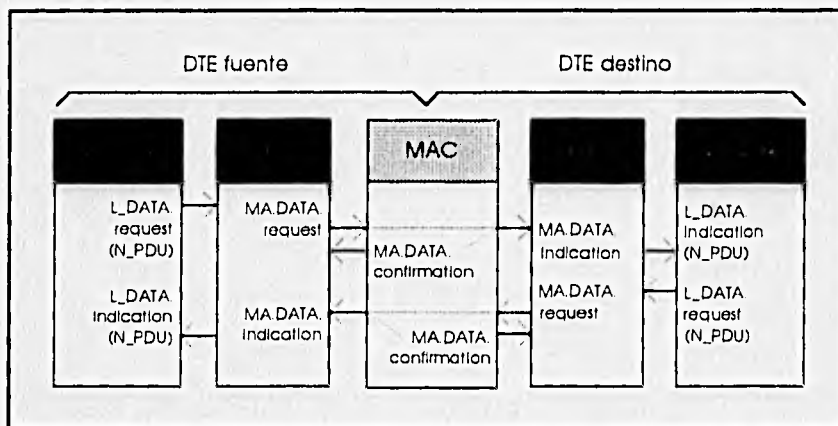 DTE fuente
DTE destino
MAC
L_DATA.
request
(N_PDU)
L_DATA.
indication
(N_PDU)
MA.DATA.
request
MA.DATA.
indication
MA.DATA.
confirmation
MA.DATA.
confirmation
MA.DATA.
indication
MA.DATA.
request
L_DATA.
indication
(N_PDU)
L_DATA.
request
(N_PDU)